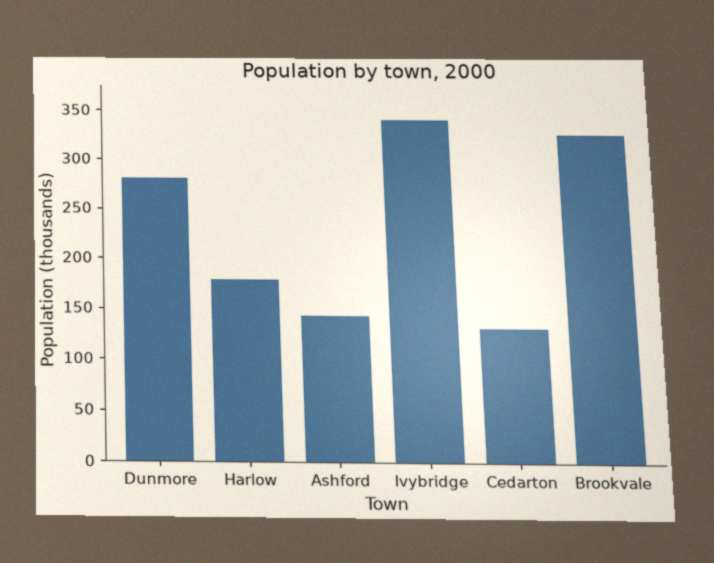 Population by town, 2000
Population (thousands)
350
300
250
200
150
100
50
0
Dunmore Harlow Ashford Ivybridge Cedarton Brookvale
Town